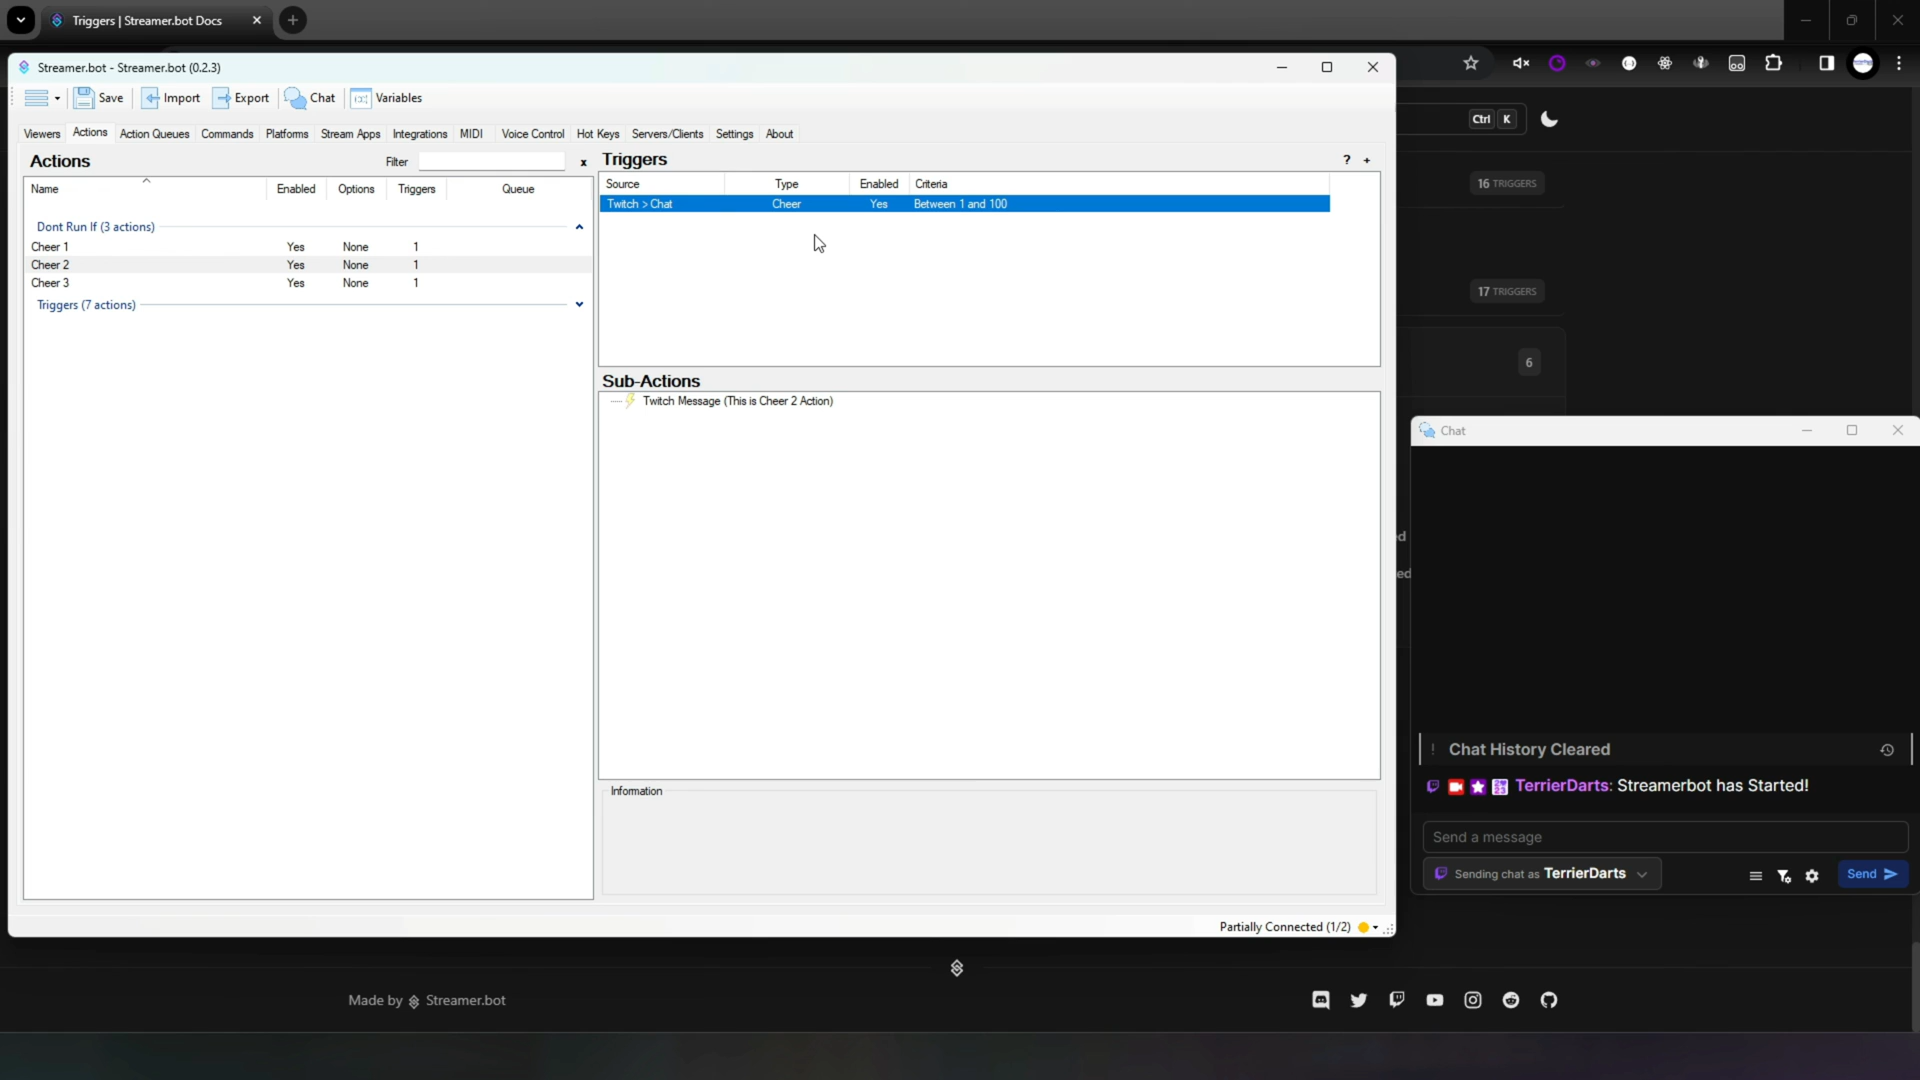 Triggers | Streamer.bot Docs
Streamer.bot - Streamer.bot (0.2.3)
Save Import Export Chat Variables
Ctrl K
Viewers Actions Action Queues Commands Platforms Stream Apps Integrations MIDI Voice Control Hot Keys Servers/Clients Settings About
Actions Filter x
Triggers ? +
Name Enabled Options Triggers Queue
Source Type Enabled Criteria
16 TRIGGERS
Twitch > Chat Cheer Yes Between 1 and 100
Dont Run If (3 actions)
Cheer 1 Yes None 1
Cheer 2 Yes None 1
Cheer 3 Yes None 1
Triggers (7 actions)
17 TRIGGERS
6
Sub-Actions
Twitch Message (This is Cheer 2 Action)
Chat
d
ed
! Chat History Cleared
TerrierDarts: Streamerbot has Started!
Information
Send a message
Sending chat as TerrierDarts
Send
Partially Connected (1/2)
Made by Streamer.bot